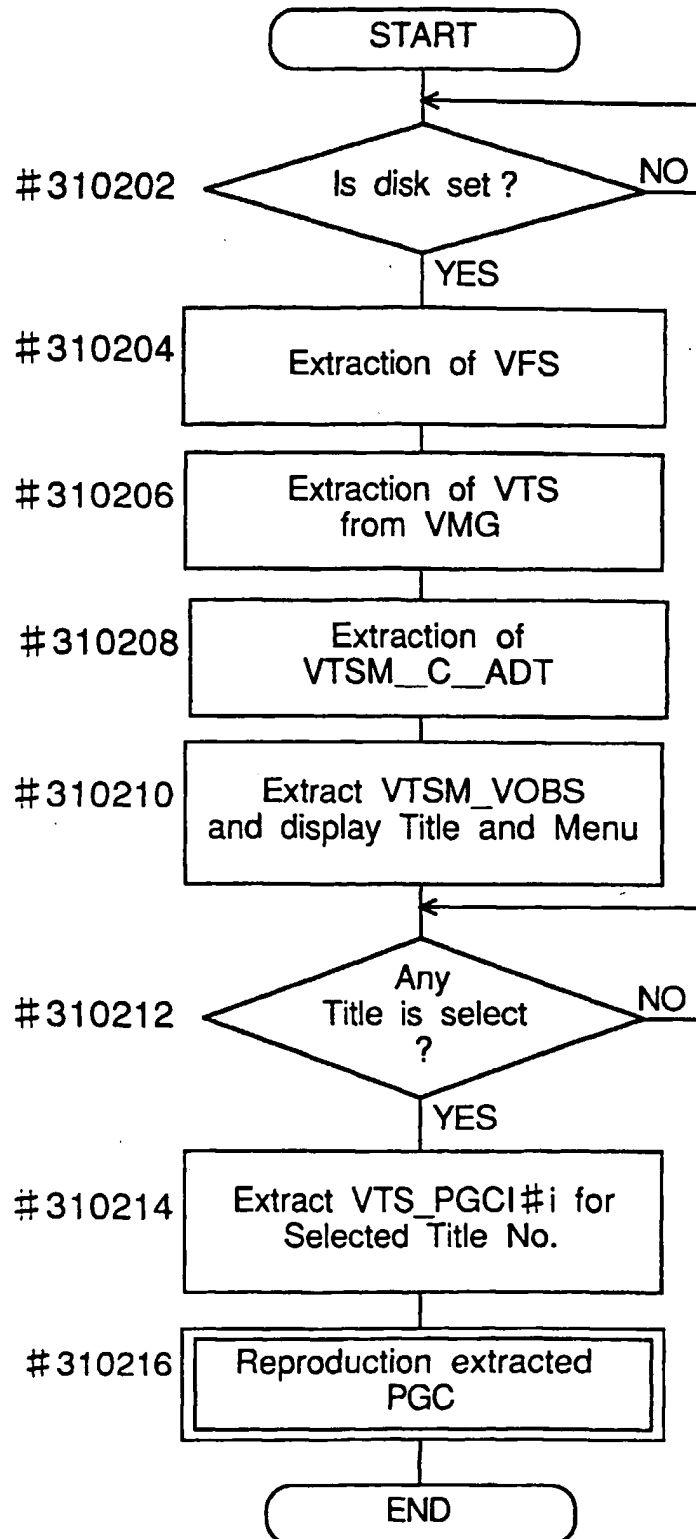 START
#310202
Is disk set ?
NO
YES
#310204
Extraction of VFS
#310206
Extraction of VTS
from VMG
#310208
Extraction of
VTSM__C__ADT
#310210
Extract VTSM_VOBS
and display Title and Menu
#310212
Any
Title is select
?
NO
YES
#310214
Extract VTS_PGCI#i for
Selected Title No.
#310216
Reproduction extracted
PGC
END